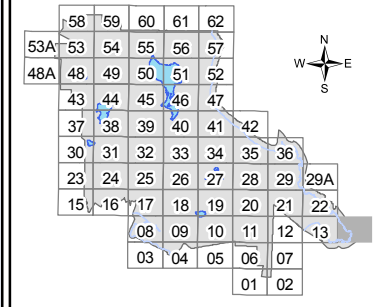 58 59 60 61 62
53A 53 54 55 56 57
N
48A 48 49 50 51 52
W E
S
43 44 45 46 47
37 38 39 40 41 42
30 31 32 33 34 35 36
23 24 25 26 27 28 29 29A
15 16 17 18 19 20 21 22
08 09 10 11 12 13
03 04 05 06 07
01 02